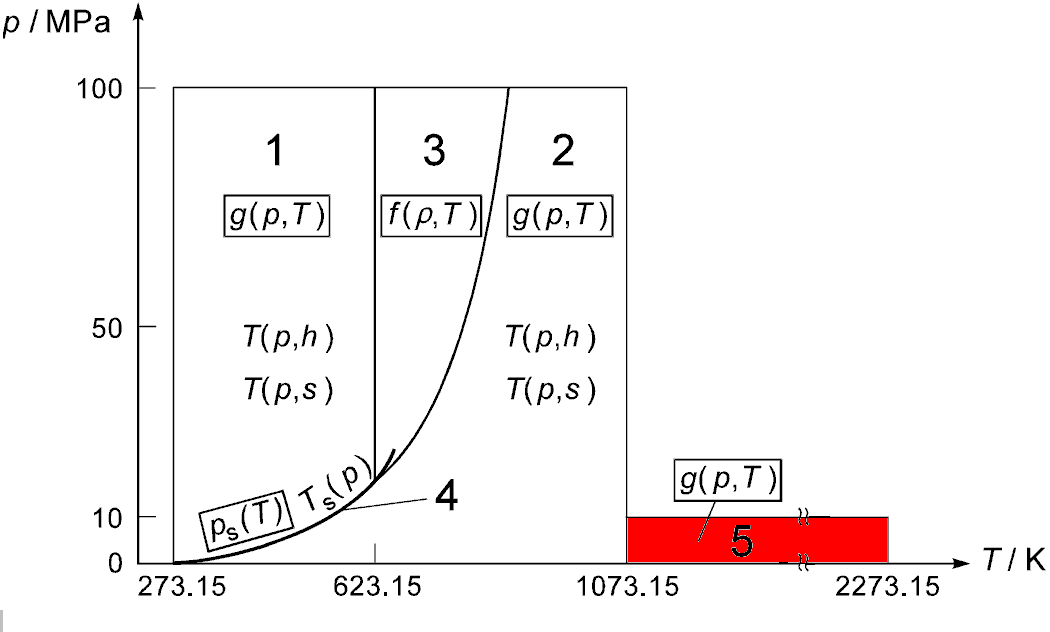 p / MPa
100
1 3 2
g(p,T) f(ρ,T) g(p,T)
50
T(p,h) T(p,h)
T(p,s) T(p,s)
pₛ(T) Tₛ(p)
4
g(p,T)
10
5
0
273.15 623.15 1073.15 2273.15
T / K